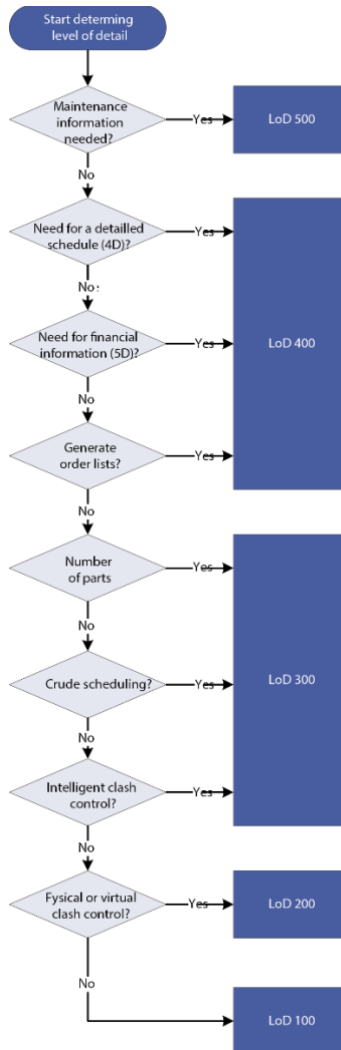 Start determing
level of detail
Maintenance
information
needed?
Yes
LoD 500
No
Need for a detailled
schedule (4D)?
Yes
No
Need for financial
information (5D)?
Yes
LoD 400
No
Generate
order lists?
Yes
No
Number
of parts
Yes
No
Crude scheduling?
Yes
LoD 300
No
Intelligent clash
control?
Yes
No
Fysical or virtual
clash control?
Yes
LoD 200
No
LoD 100